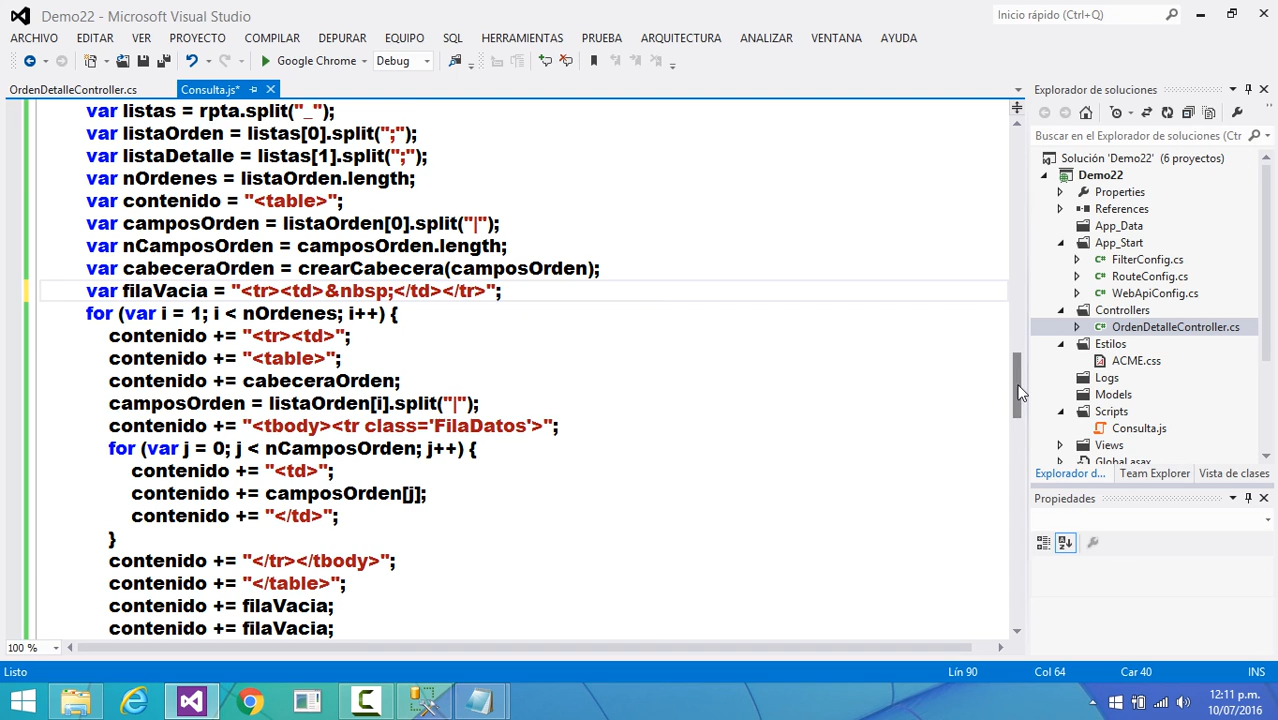 Demo22 - Microsoft Visual Studio
Inicio rápido (Ctrl+Q)
ARCHIVO EDITAR VER PROYECTO COMPILAR DEPURAR EQUIPO SQL HERRAMIENTAS PRUEBA ARQUITECTURA ANALIZAR VENTANA AYUDA
Google Chrome Debug
OrdenDetalleController.cs Consulta.js*
var listas = rpta.split("_");
var listaOrden = listas[0].split(";");
var listaDetalle = listas[1].split(";");
var nOrdenes = listaOrden.length;
var contenido = "<table>";
var camposOrden = listaOrden[0].split("|");
var nCamposOrden = camposOrden.length;
var cabeceraOrden = crearCabecera(camposOrden);
var filaVacia = "<tr><td>&nbsp;</td></tr>";
for (var i = 1; i < nOrdenes; i++) {
contenido += "<tr><td>";
contenido += "<table>";
contenido += cabeceraOrden;
camposOrden = listaOrden[i].split("|");
contenido += "<tbody><tr class='FilaDatos'>";
for (var j = 0; j < nCamposOrden; j++) {
contenido += "<td>";
contenido += camposOrden[j];
contenido += "</td>";
}
contenido += "</tr></tbody>";
contenido += "</table>";
contenido += filaVacia;
contenido += filaVacia;
100 %
Explorador de soluciones
Buscar en el Explorador de soluciones (Ctr
Solución 'Demo22' (6 proyectos)
Demo22
Properties
References
App_Data
App_Start
FilterConfig.cs
RouteConfig.cs
WebApiConfig.cs
Controllers
OrdenDetalleController.cs
Estilos
ACME.css
Logs
Models
Scripts
Consulta.js
Views
Global.asax
Explorador d... Team Explorer Vista de clases
Propiedades
Listo Lín 90 Col 64 Car 40 INS
12:11 p.m.
10/07/2016